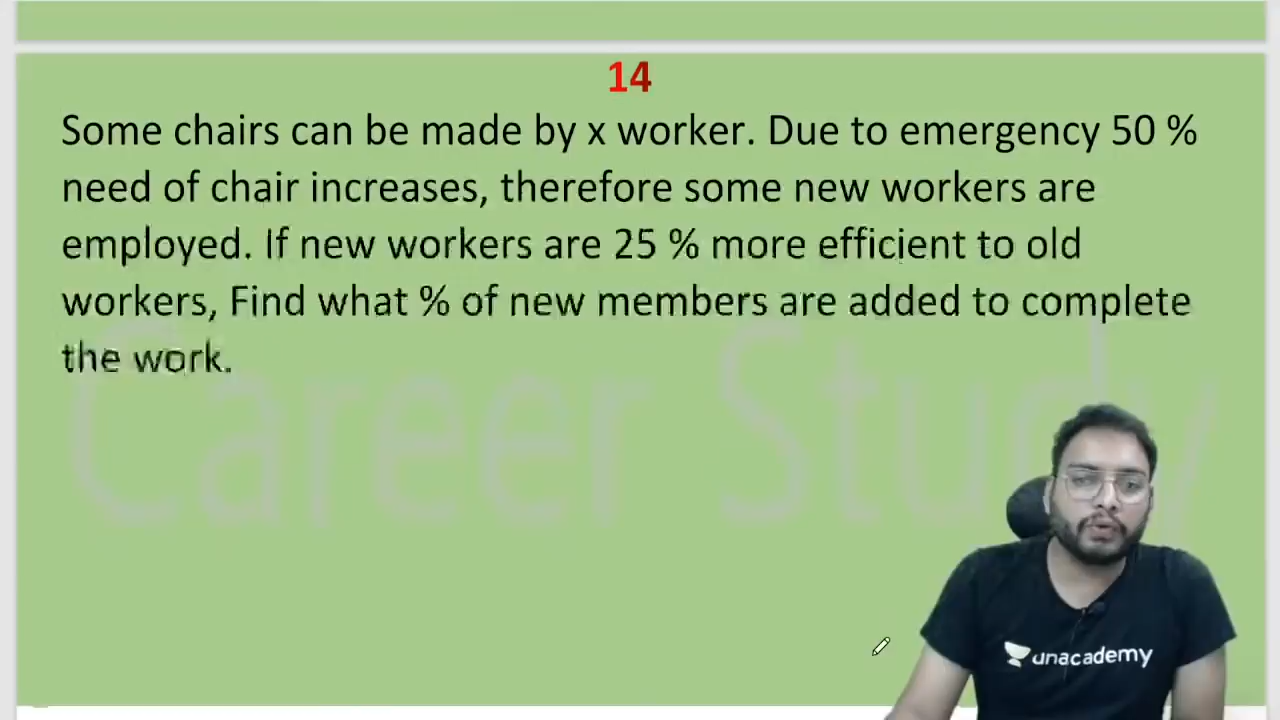 14
Some chairs can be made by x worker. Due to emergency 50 %
need of chair increases, therefore some new workers are
employed. If new workers are 25 % more efficient to old
workers, Find what % of new members are added to complete
the work.
Career Study
unacademy